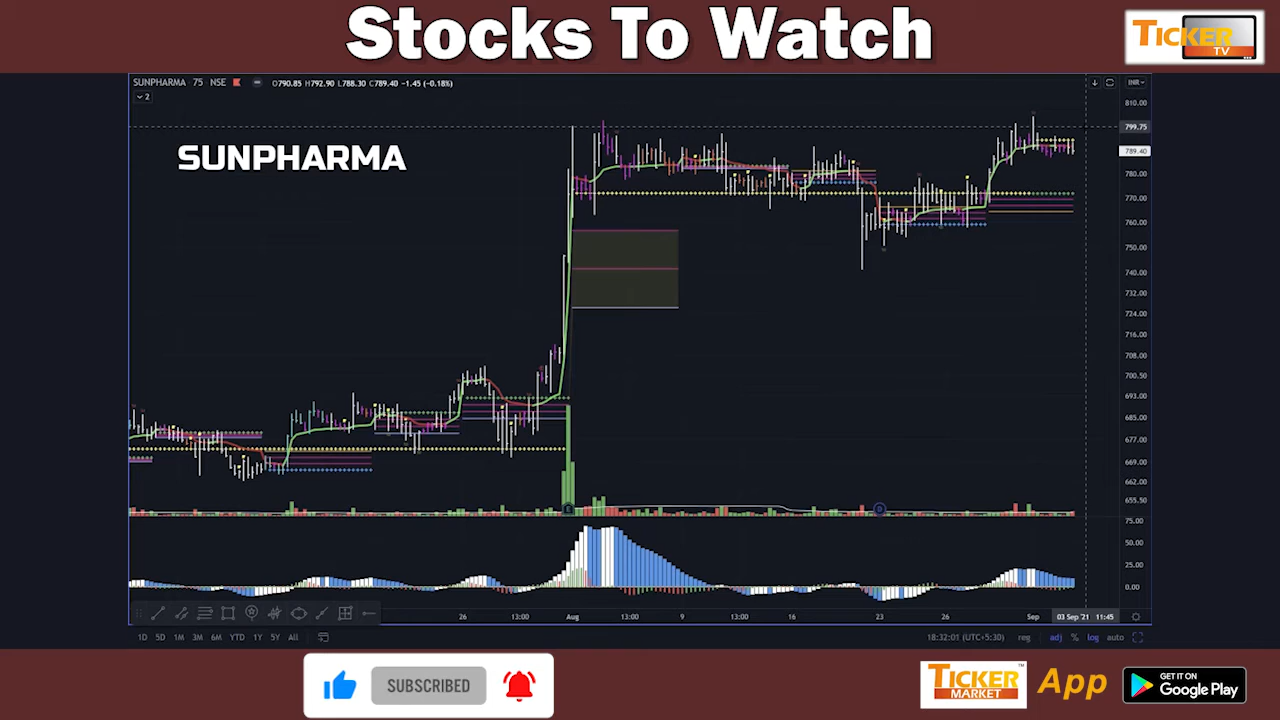 Stocks To Watch
TICKER TV
SUNPHARMA 75 NSE O790.85 H792.90 L788.30 C789.40 −1.45 (−0.18%)
2
INR
SUNPHARMA
810.00
799.75
789.40
780.00
770.00
760.00
750.00
740.00
732.00
724.00
716.00
708.00
700.50
693.00
685.00
677.00
669.00
662.00
655.50
75.00
50.00
25.00
0.00
E
D
26 13:00 Aug 13:00 9 13:00 16 23 26 Sep 03 Sep '21 11:45
1D 5D 1M 3M 6M YTD 1Y 5Y All 18:32:01 (UTC+5:30) reg adj % log auto
SUBSCRIBED
TICKER MARKET ™
App
GET IT ON
Google Play